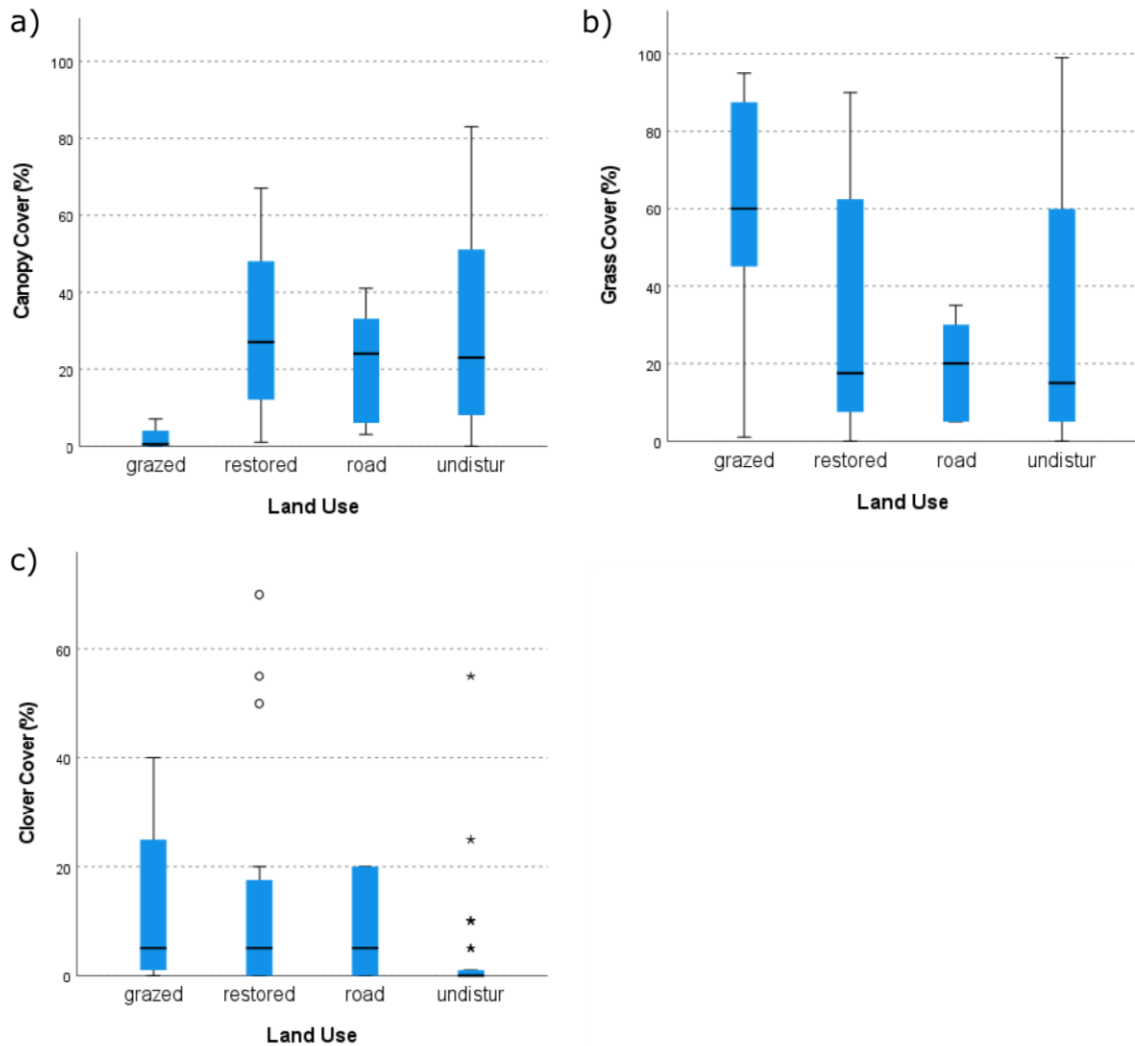 a)
Canopy Cover (%)
100
80
60
40
20
0
grazed restored road undistur
Land Use
b)
Grass Cover (%)
100
80
60
40
20
0
grazed restored road undistur
Land Use
c)
Clover Cover (%)
60
40
20
0
grazed restored road undistur
Land Use